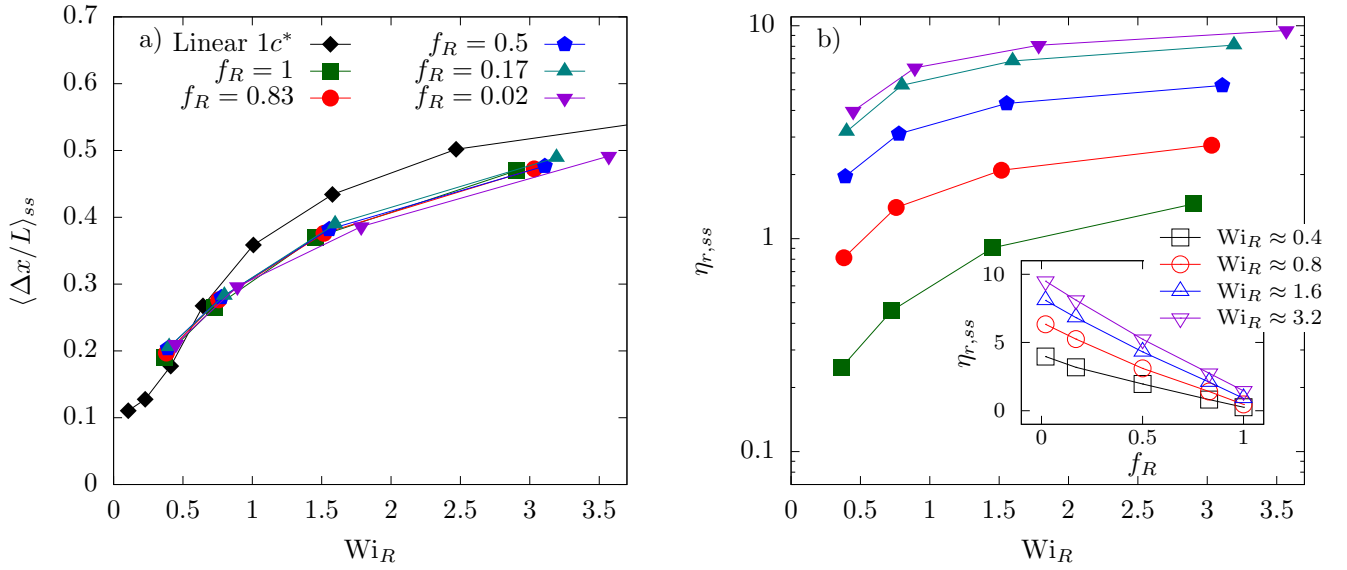 a)
Linear 1c*
f_R = 1
f_R = 0.83
f_R = 0.5
f_R = 0.17
f_R = 0.02
0.7
0.6
0.5
0.4
0.3
0.2
0.1
0
⟨Δx/L⟩_ss
0 0.5 1 1.5 2 2.5 3 3.5
Wi_R
b)
10
1
0.1
η_r,ss
0 0.5 1 1.5 2 2.5 3 3.5
Wi_R
Wi_R ≈ 0.4
Wi_R ≈ 0.8
Wi_R ≈ 1.6
Wi_R ≈ 3.2
10
5
0
η_r,ss
0 0.5 1
f_R